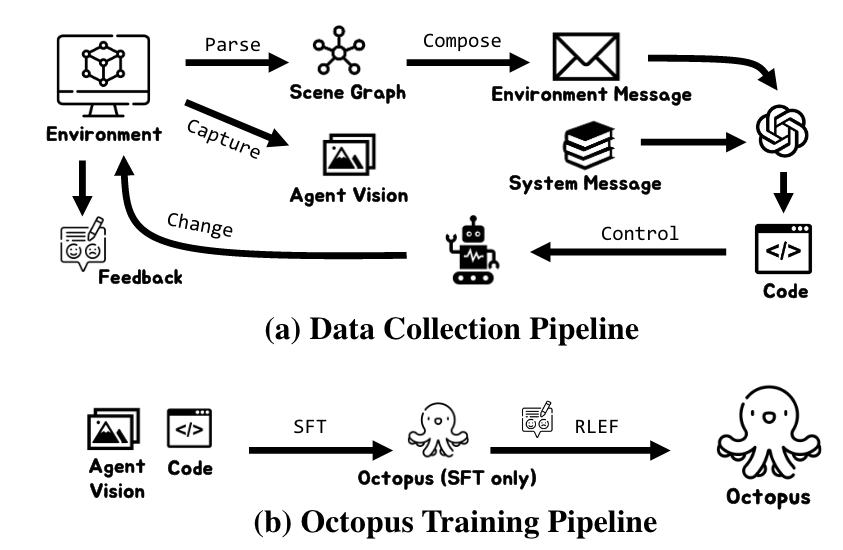 Parse
Compose
Scene Graph
Environment Message
Environment
Capture
Agent Vision
System Message
Change
Control
Feedback
</>
Code
(a) Data Collection Pipeline
</>
SFT
RLEF
Agent
Vision
Code
Octopus (SFT only)
Octopus
(b) Octopus Training Pipeline